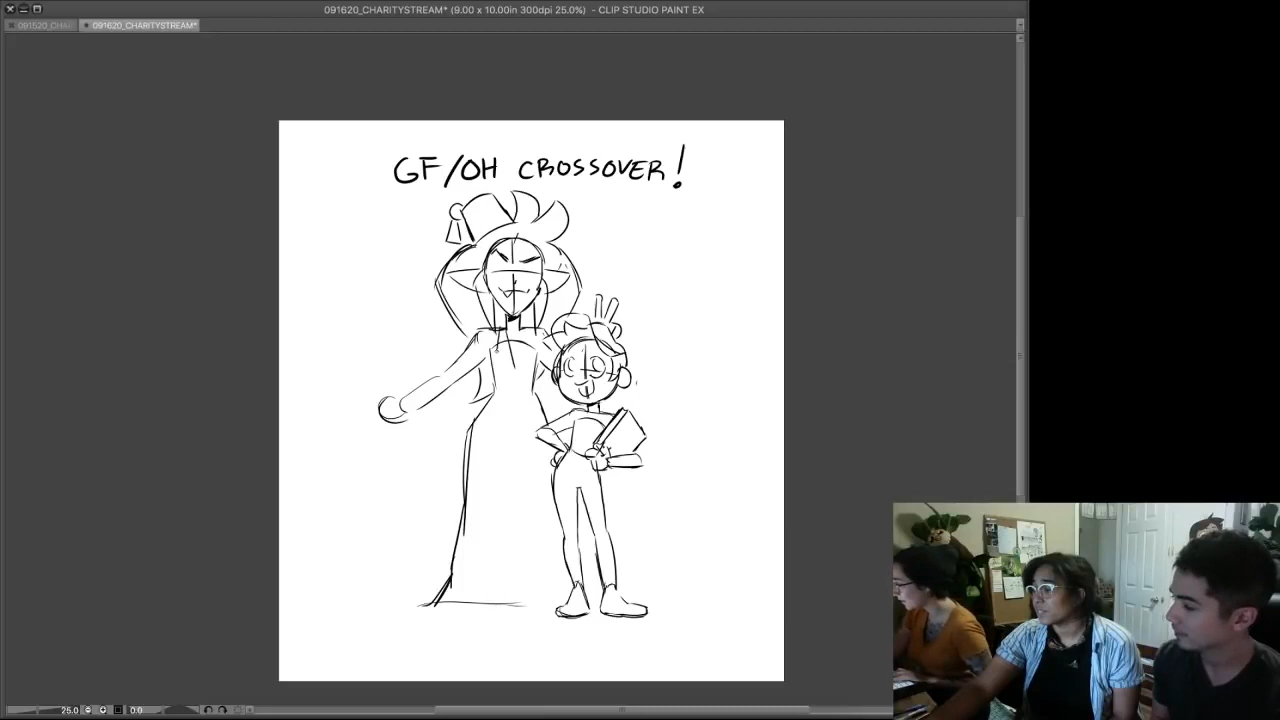 091620_CHARITYSTREAM* (9.00 x 10.00in 300dpi 25.0%) - CLIP STUDIO PAINT EX
091520_CHAR 091620_CHARITYSTREAM*
GF/OH CROSSOVER!
25.0 0.0